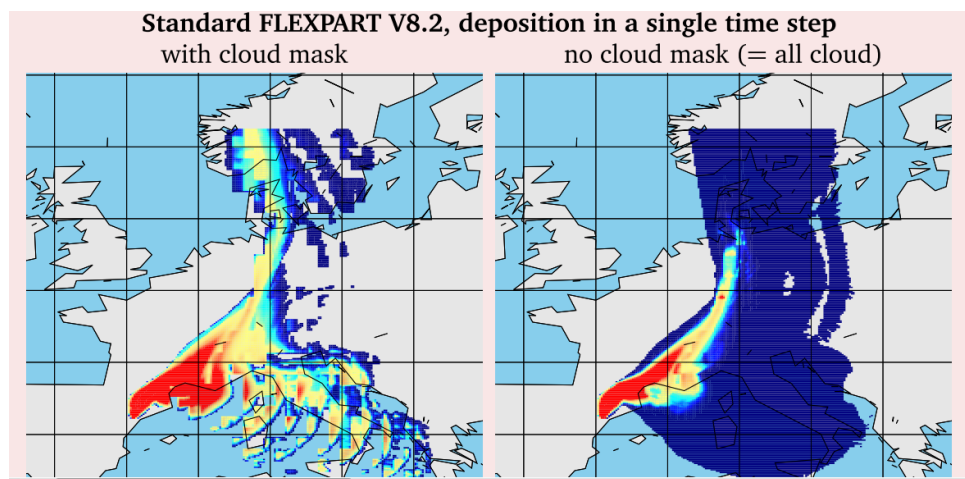 Standard FLEXPART V8.2, deposition in a single time step
with cloud mask
no cloud mask (= all cloud)